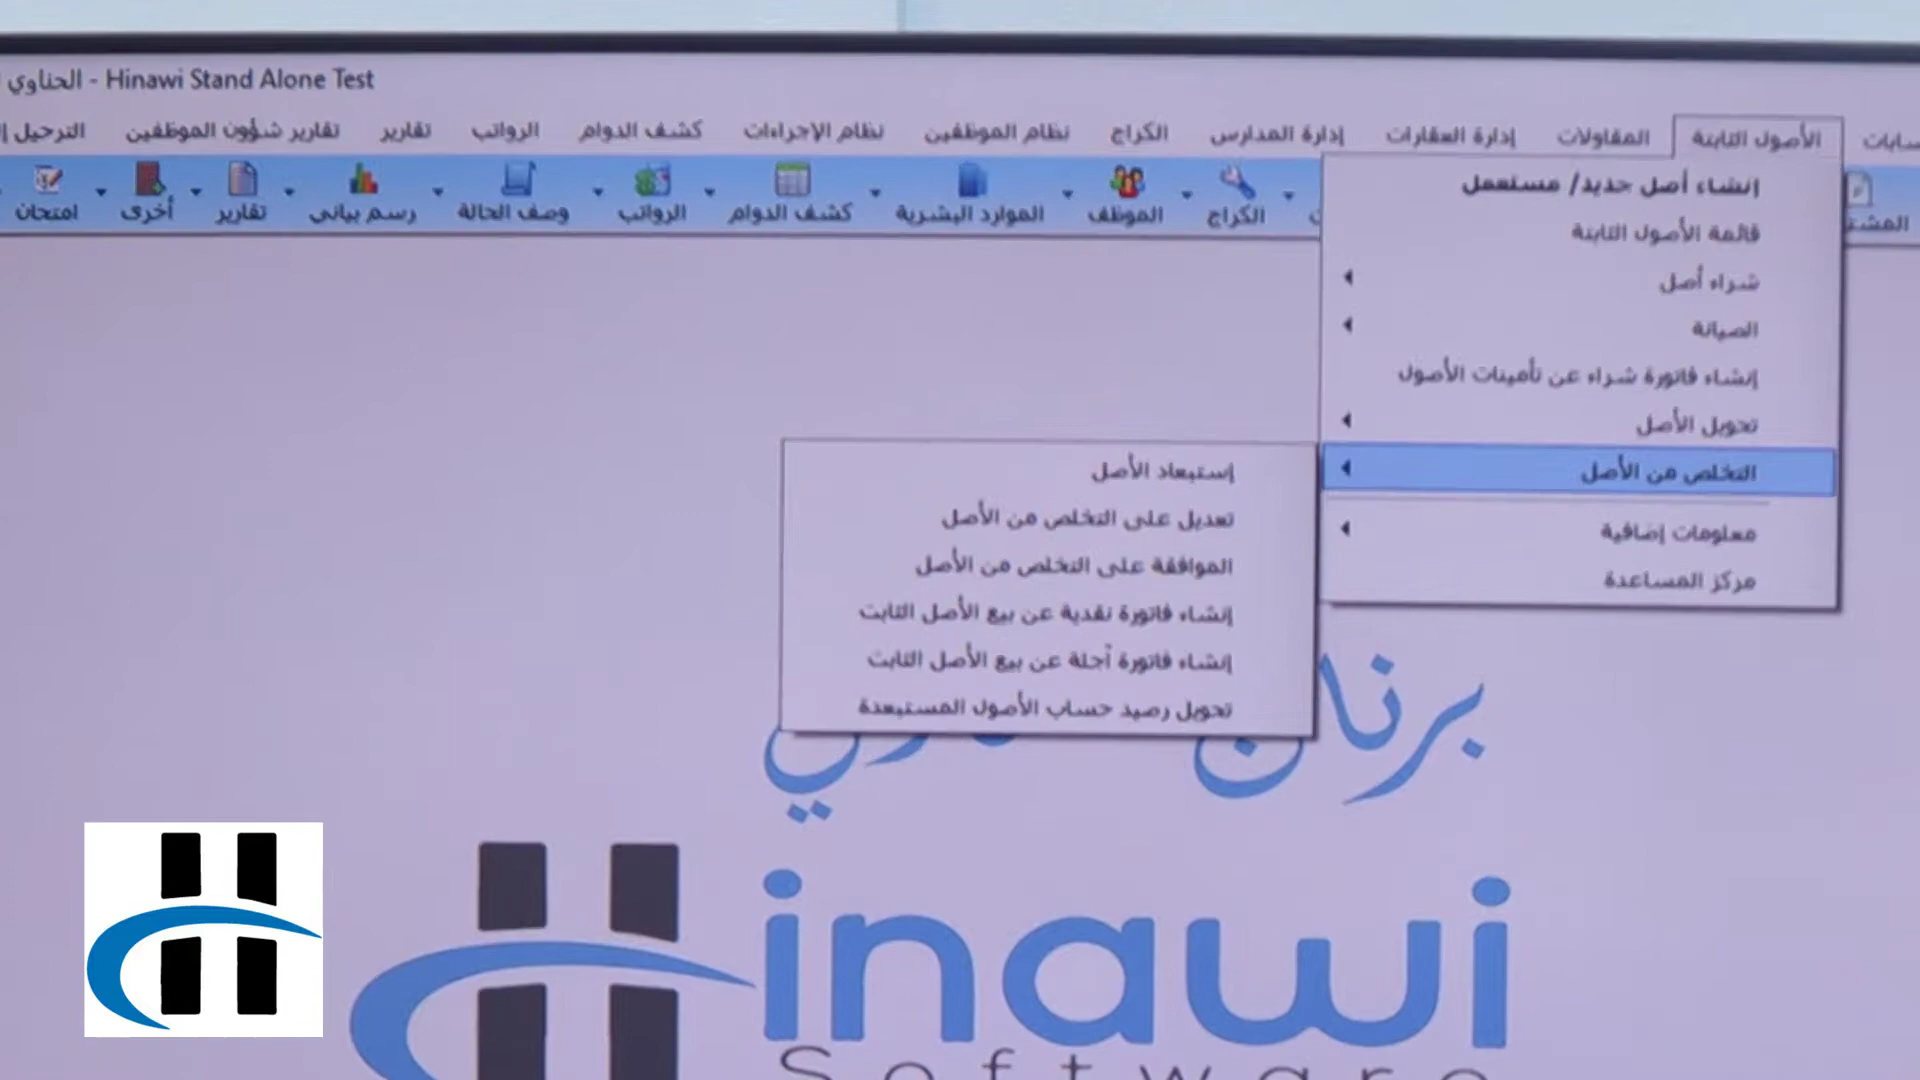 الحناوي - Hinawi Stand Alone Test
الأصول الثابتة المقاولات إدارة العقارات إدارة المدارس الكراج نظام الموظفين نظام الإجراءات كشف الدوام الرواتب تقارير تقارير شؤون الموظفين الترحيل
الكراج الموظف الموارد البشرية كشف الدوام الرواتب وصف الحالة رسم بياني تقارير أخرى امتحان
إنشاء أصل جديد/ مستعمل
قائمة الأصول الثابتة
شراء أصل
الصيانة
إنشاء فاتورة شراء عن تأمينات الأصول
تحويل الأصل
التخلص من الأصل
معلومات إضافية
مركز المساعدة
إستبعاد الأصل
تعديل على التخلص من الأصل
الموافقة على التخلص من الأصل
إنشاء فاتورة نقدية عن بيع الأصل الثابت
إنشاء فاتورة آجلة عن بيع الأصل الثابت
تحويل رصيد حساب الأصول المستبعدة
Hinawi
Software